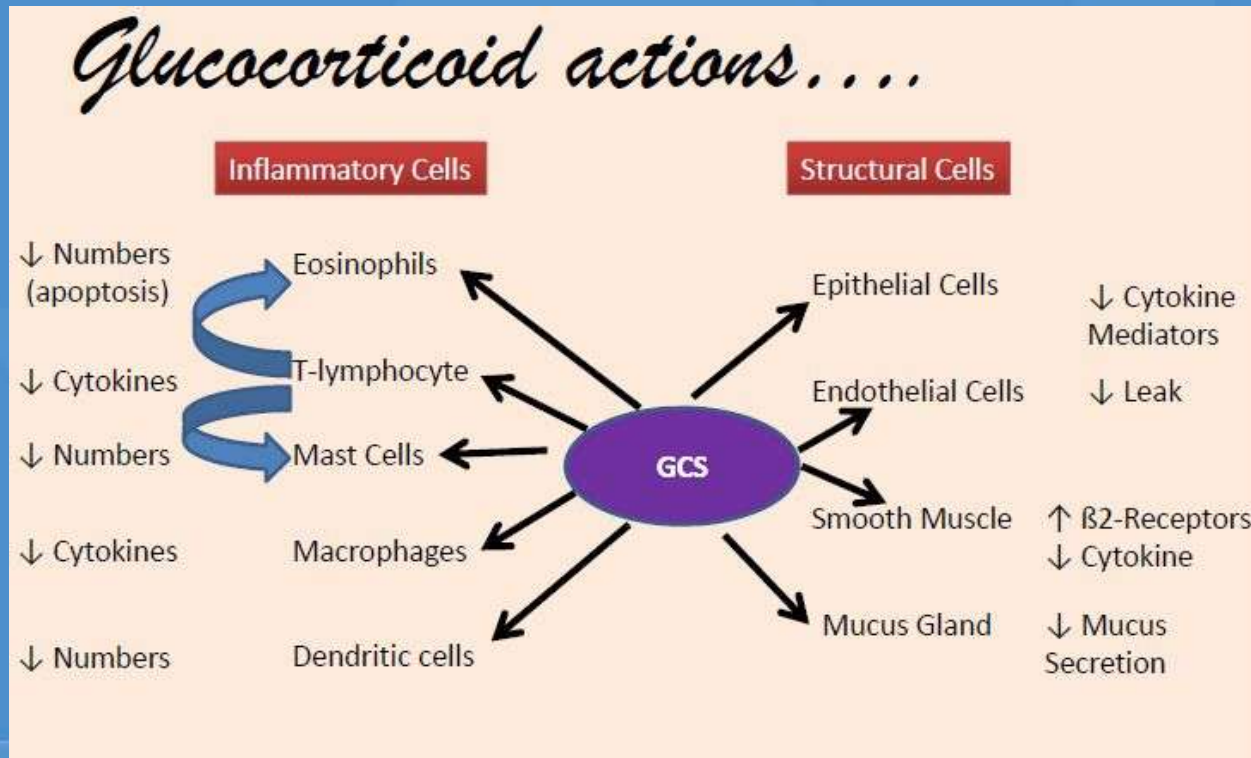 Glucocorticoid actions....
Inflammatory Cells
Structural Cells
↓ Numbers
(apoptosis)
Eosinophils
↓ Cytokines
T-lymphocyte
↓ Numbers
Mast Cells
↓ Cytokines
Macrophages
↓ Numbers
Dendritic cells
GCS
Epithelial Cells
↓ Cytokine
Mediators
Endothelial Cells
↓ Leak
Smooth Muscle
↑ ß2-Receptors
↓ Cytokine
Mucus Gland
↓ Mucus
Secretion